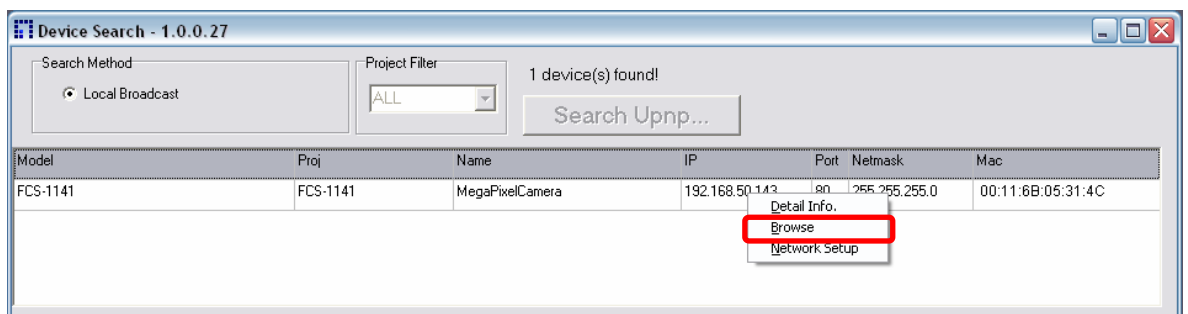 Device Search - 1.0.0.27
Search Method
Project Filter
1 device(s) found!
Local Broadcast
ALL
Search Upnp...
Model Proj Name IP Port Netmask Mac
FCS-1141 FCS-1141 MegaPixelCamera 192.168.50.143 80 255.255.255.0 00:11:6B:05:31:4C
Detail Info.
Browse
Network Setup